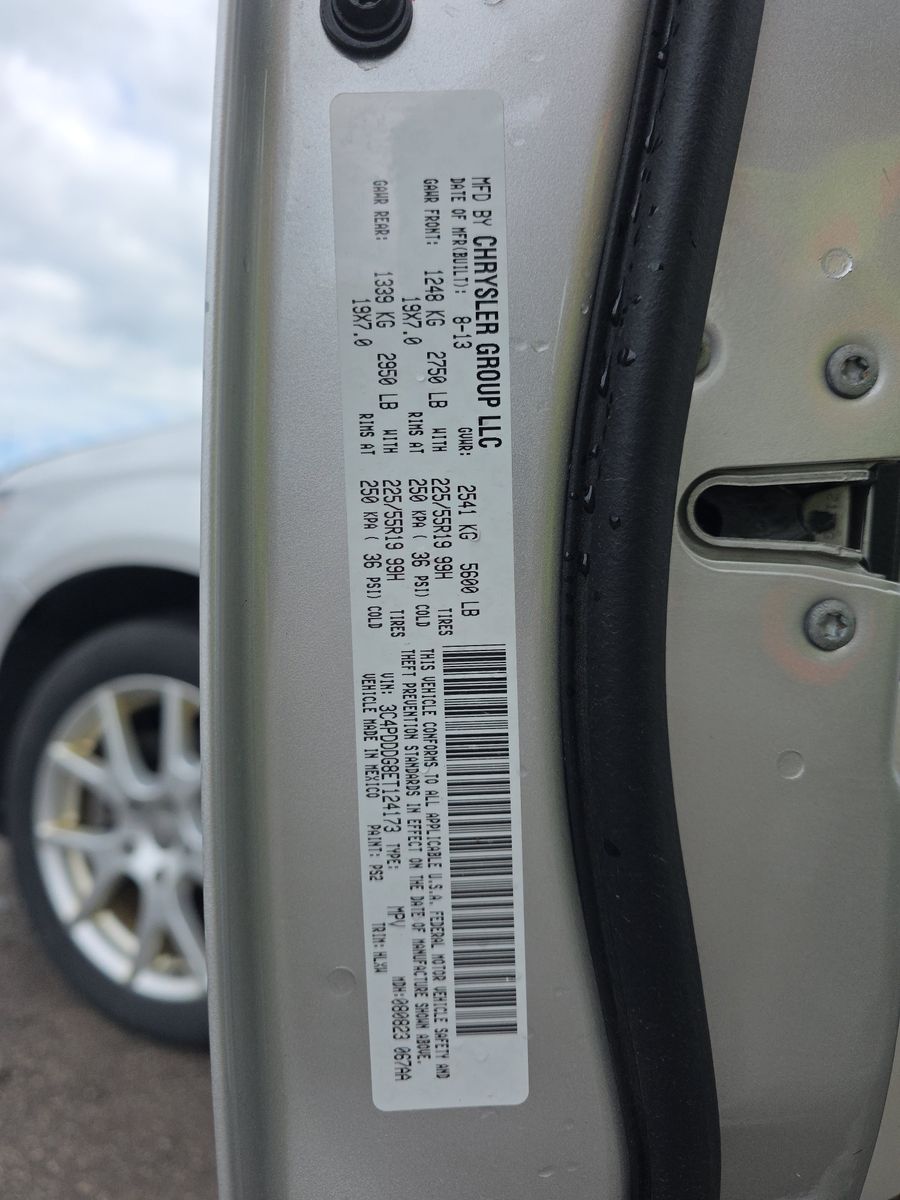 MFD BY CHRYSLER GROUP LLC
DATE OF MFR(BUILT): 8-13 GVWR: 2541 KG 5600 LB
GAWR FRONT: 1248 KG 2750 LB WITH 225/55R19 99H TIRES
19X7.0 RIMS AT 250 KPA ( 36 PSI) COLD
GAWR REAR: 1339 KG 2950 LB WITH 225/55R19 99H TIRES
19X7.0 RIMS AT 250 KPA ( 36 PSI) COLD
THIS VEHICLE CONFORMS TO ALL APPLICABLE U.S.A. FEDERAL MOTOR VEHICLE SAFETY AND
THEFT PREVENTION STANDARDS IN EFFECT ON THE DATE OF MANUFACTURE SHOWN ABOVE.
VIN: 3C4PDDDG8ET124173 TYPE: MPV MDH:080823 067AA
VEHICLE MADE IN MEXICO PAINT: PS2 TRIM: HLXW